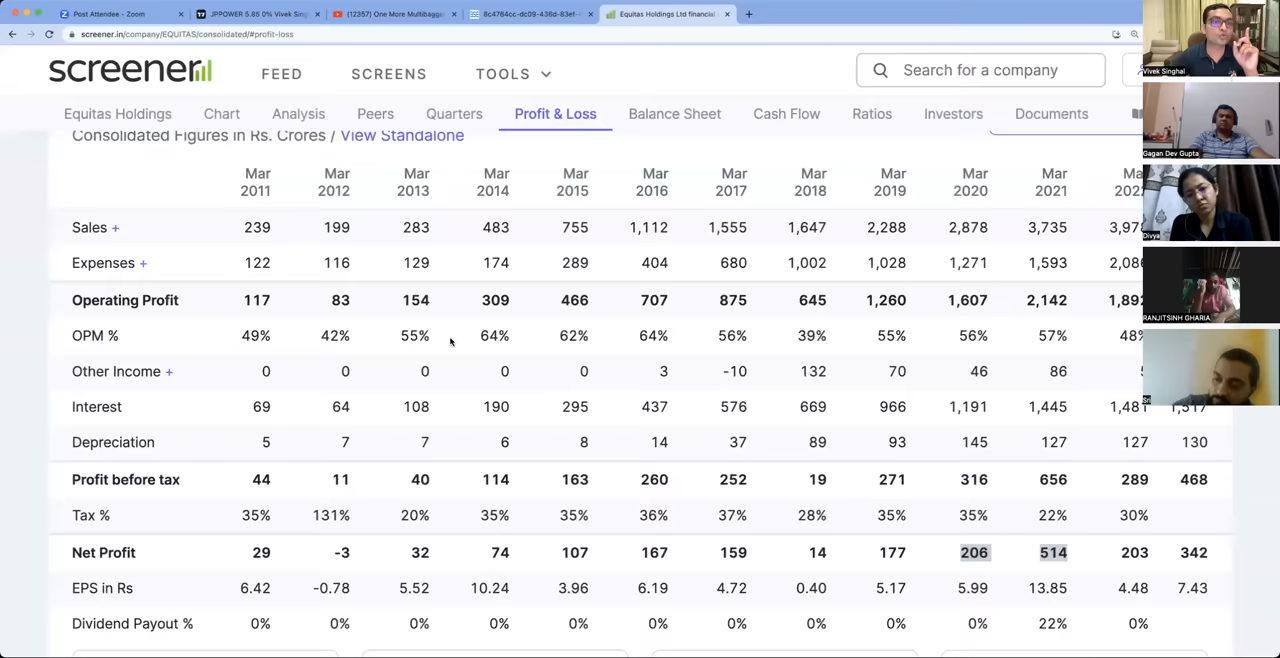 Post Attendee - Zoom
JPPOWER 5.85 0% Vivek Sing
(12357) One More Multibagg
8c4764cc-dc09-436d-83ef-
Equitas Holdings Ltd financial
screener.in/company/EQUITAS/consolidated/#profit-loss
screener
FEED SCREENS TOOLS
Search for a company
Equitas Holdings Chart Analysis Peers Quarters Profit & Loss Balance Sheet Cash Flow Ratios Investors Documents
Consolidated Figures in Rs. Crores / View Standalone
Mar 2011 Mar 2012 Mar 2013 Mar 2014 Mar 2015 Mar 2016 Mar 2017 Mar 2018 Mar 2019 Mar 2020 Mar 2021 Mar 202
Sales + 239 199 283 483 755 1,112 1,555 1,647 2,288 2,878 3,735 3,97
Expenses + 122 116 129 174 289 404 680 1,002 1,028 1,271 1,593 2,08
Operating Profit 117 83 154 309 466 707 875 645 1,260 1,607 2,142 1,892
OPM % 49% 42% 55% 64% 62% 64% 56% 39% 55% 56% 57% 48%
Other Income + 0 0 0 0 0 3 -10 132 70 46 86
Interest 69 64 108 190 295 437 576 669 966 1,191 1,445 1,481 1,517
Depreciation 5 7 7 6 8 14 37 89 93 145 127 127 130
Profit before tax 44 11 40 114 163 260 252 19 271 316 656 289 468
Tax % 35% 131% 20% 35% 35% 36% 37% 28% 35% 35% 22% 30%
Net Profit 29 -3 32 74 107 167 159 14 177 206 514 203 342
EPS in Rs 6.42 -0.78 5.52 10.24 3.96 6.19 4.72 0.40 5.17 5.99 13.85 4.48 7.43
Dividend Payout % 0% 0% 0% 0% 0% 0% 0% 0% 0% 0% 22% 0%
Vivek Singhal
Gagan Dev Gupta
Divya
RANJITSINH GHARIA
Sri